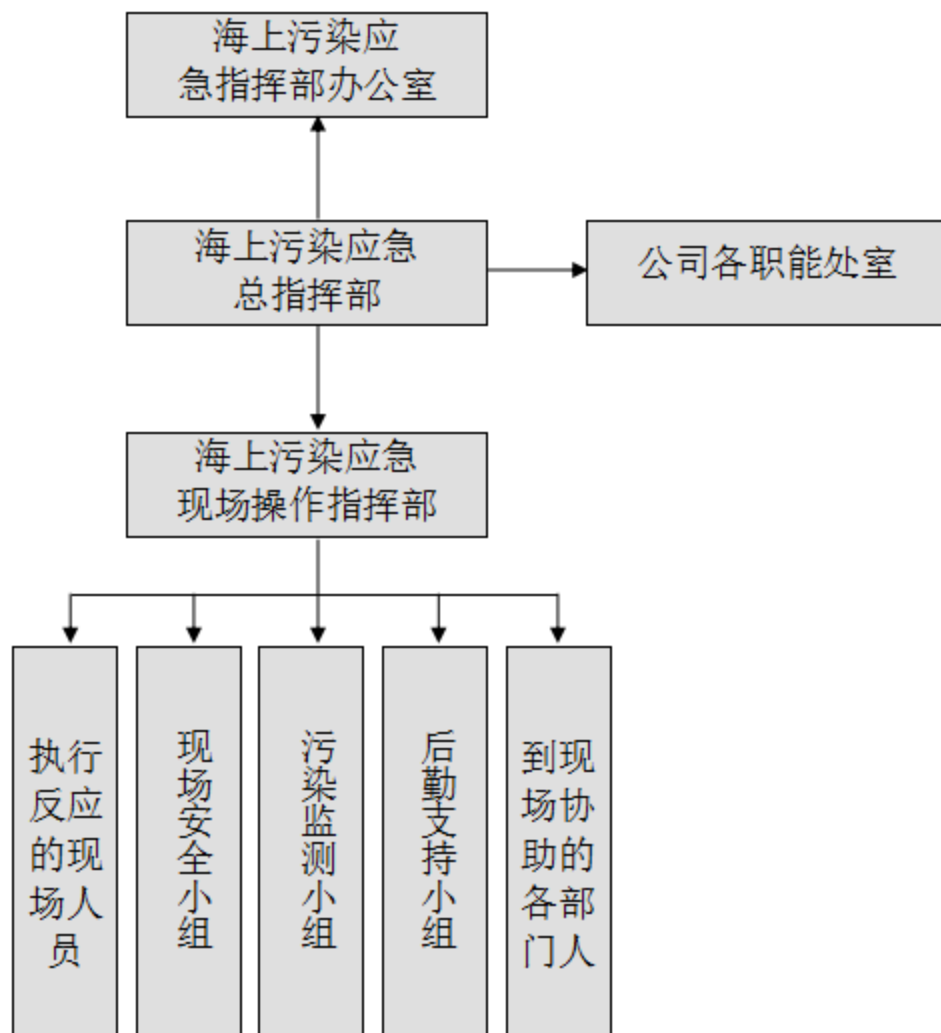 海上污染应
急指挥部办公室
海上污染应急
总指挥部
公司各职能处室
海上污染应急
现场操作指挥部
执行
反应
的现
场人
员
现
场
安
全
小
组
污
染
监
测
小
组
后
勤
支
持
小
组
到现
场协
助的
各部
门人